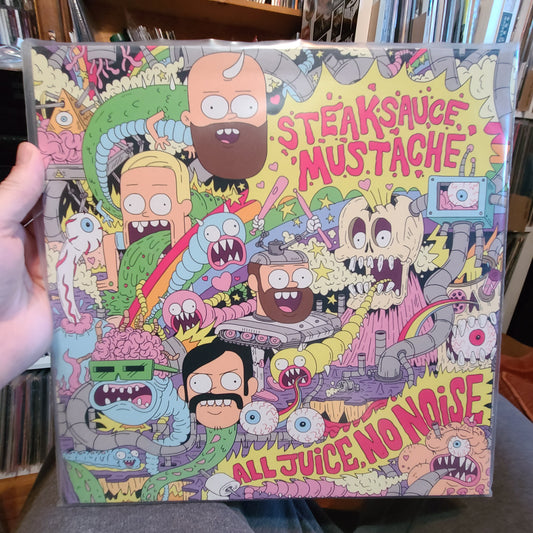 STEAKSAUCE
MUSTACHE
ALL JUICE, NO NOISE